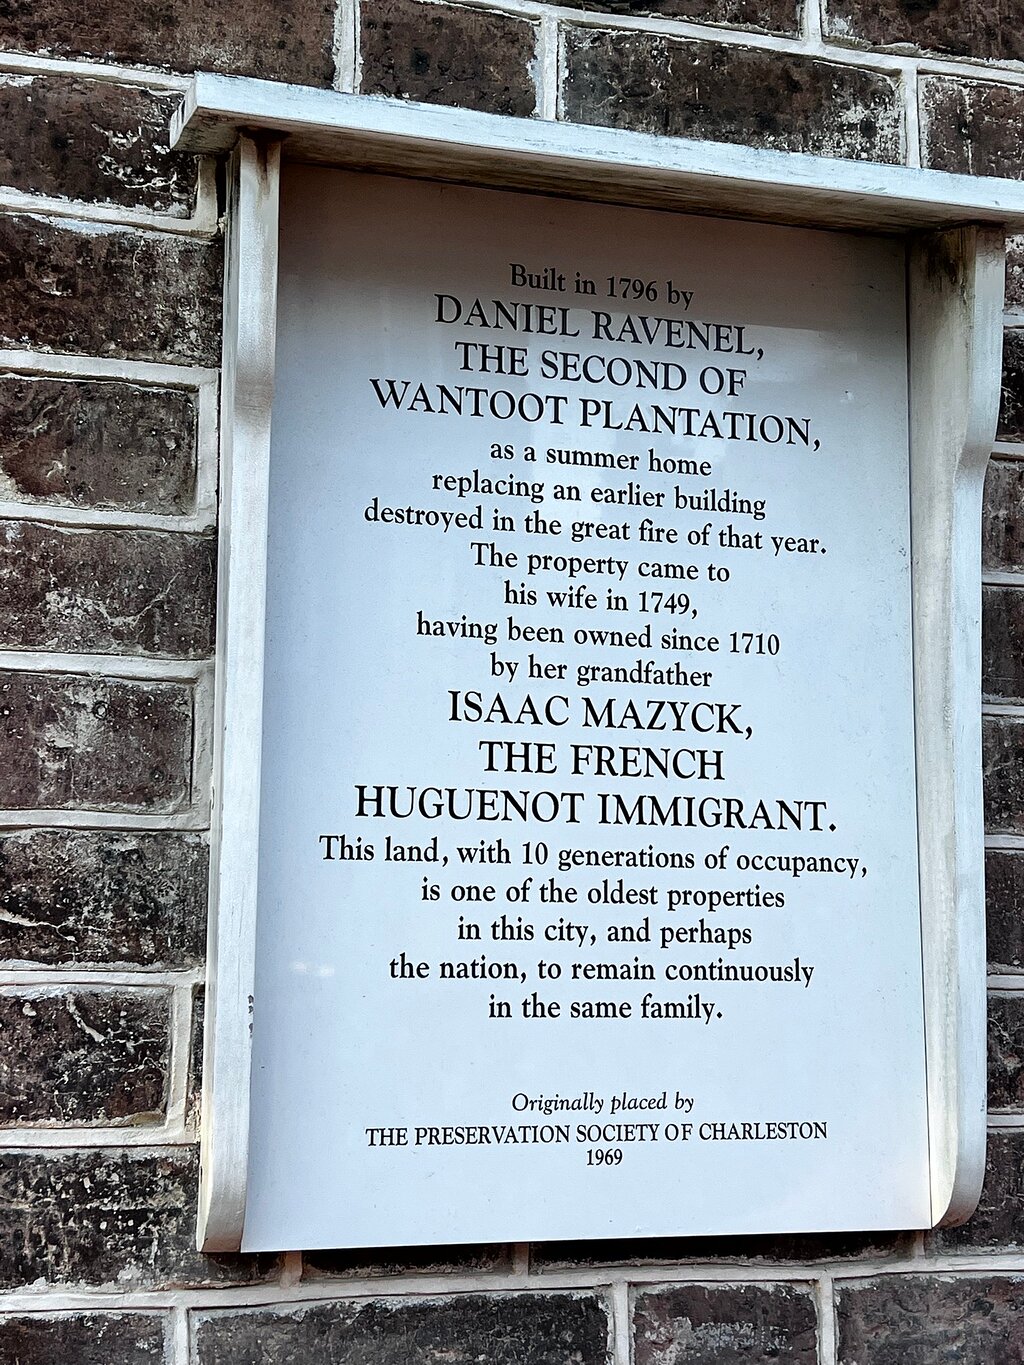 Built in 1796 by
DANIEL RAVENEL,
THE SECOND OF
WANTOOT PLANTATION,
as a summer home
replacing an earlier building
destroyed in the great fire of that year.
The property came to
his wife in 1749,
having been owned since 1710
by her grandfather
ISAAC MAZYCK,
THE FRENCH
HUGUENOT IMMIGRANT.
This land, with 10 generations of occupancy,
is one of the oldest properties
in this city, and perhaps
the nation, to remain continuously
in the same family.
Originally placed by
THE PRESERVATION SOCIETY OF CHARLESTON
1969